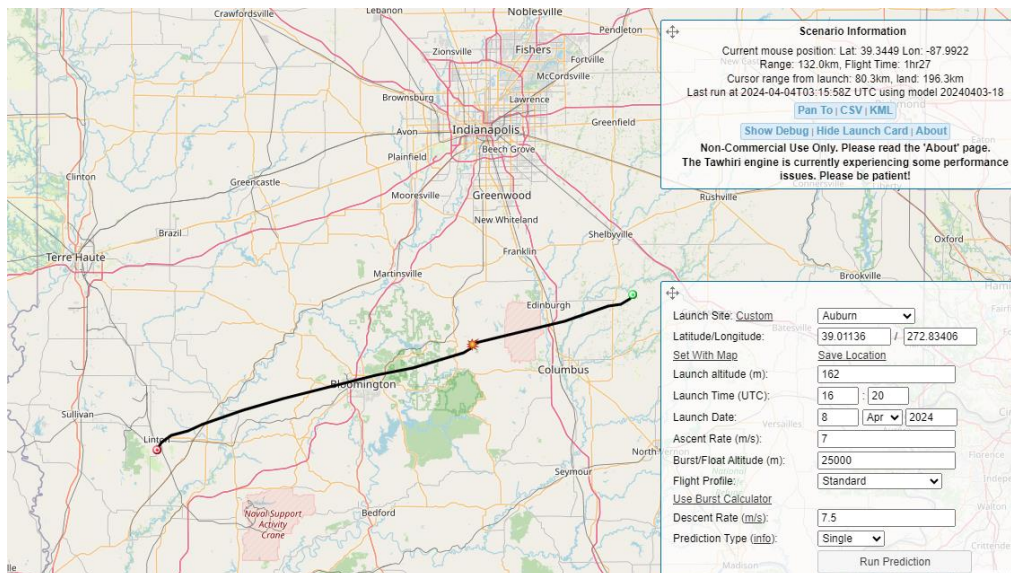 Crawfordsville
Lebanon
Noblesville
Pendleton
Zionsville
Fishers
Fortville
McCordsville
Brownsburg
Lawrence
Clinton
Avon
Indianapolis
Greenfield
Plainfield
Beech Grove
Greencastle
Mooresville
Greenwood
New Whiteland
Rushville
Brazil
Shelbyville
Oxford
Terre Haute
Franklin
Martinsville
Brookville
Edinburgh
Bloomington
Columbus
Sullivan
Linton
Seymour
North Vernon
Naval Support
Activity
Crane
Bedford
Batesville
Versailles
Madison
Scenario Information
Current mouse position: Lat: 39.3449 Lon: -87.9922
Range: 132.0km, Flight Time: 1hr27
Cursor range from launch: 80.3km, land: 196.3km
Last run at 2024-04-04T03:15:58Z UTC using model 20240403-18
Pan To | CSV | KML
Show Debug | Hide Launch Card | About
Non-Commercial Use Only. Please read the 'About' page.
The Tawhiri engine is currently experiencing some performance
issues. Please be patient!
Launch Site: Custom Auburn
Latitude/Longitude: 39.01136 / 272.83406
Set With Map Save Location
Launch altitude (m): 162
Launch Time (UTC): 16 : 20
Launch Date: 8 Apr 2024
Ascent Rate (m/s): 7
Burst/Float Altitude (m): 25000
Flight Profile: Standard
Use Burst Calculator
Descent Rate (m/s): 7.5
Prediction Type (info): Single
Run Prediction